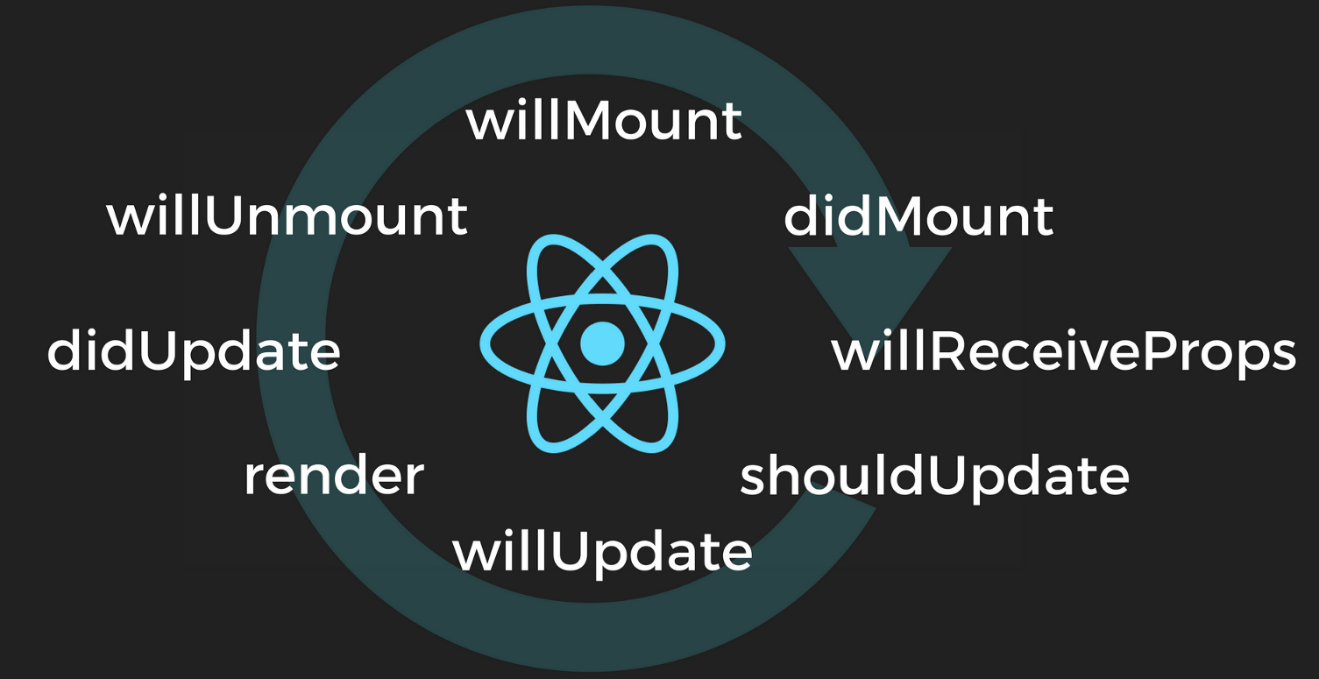 willMount
didMount
willReceiveProps
shouldUpdate
willUpdate
render
didUpdate
willUnmount